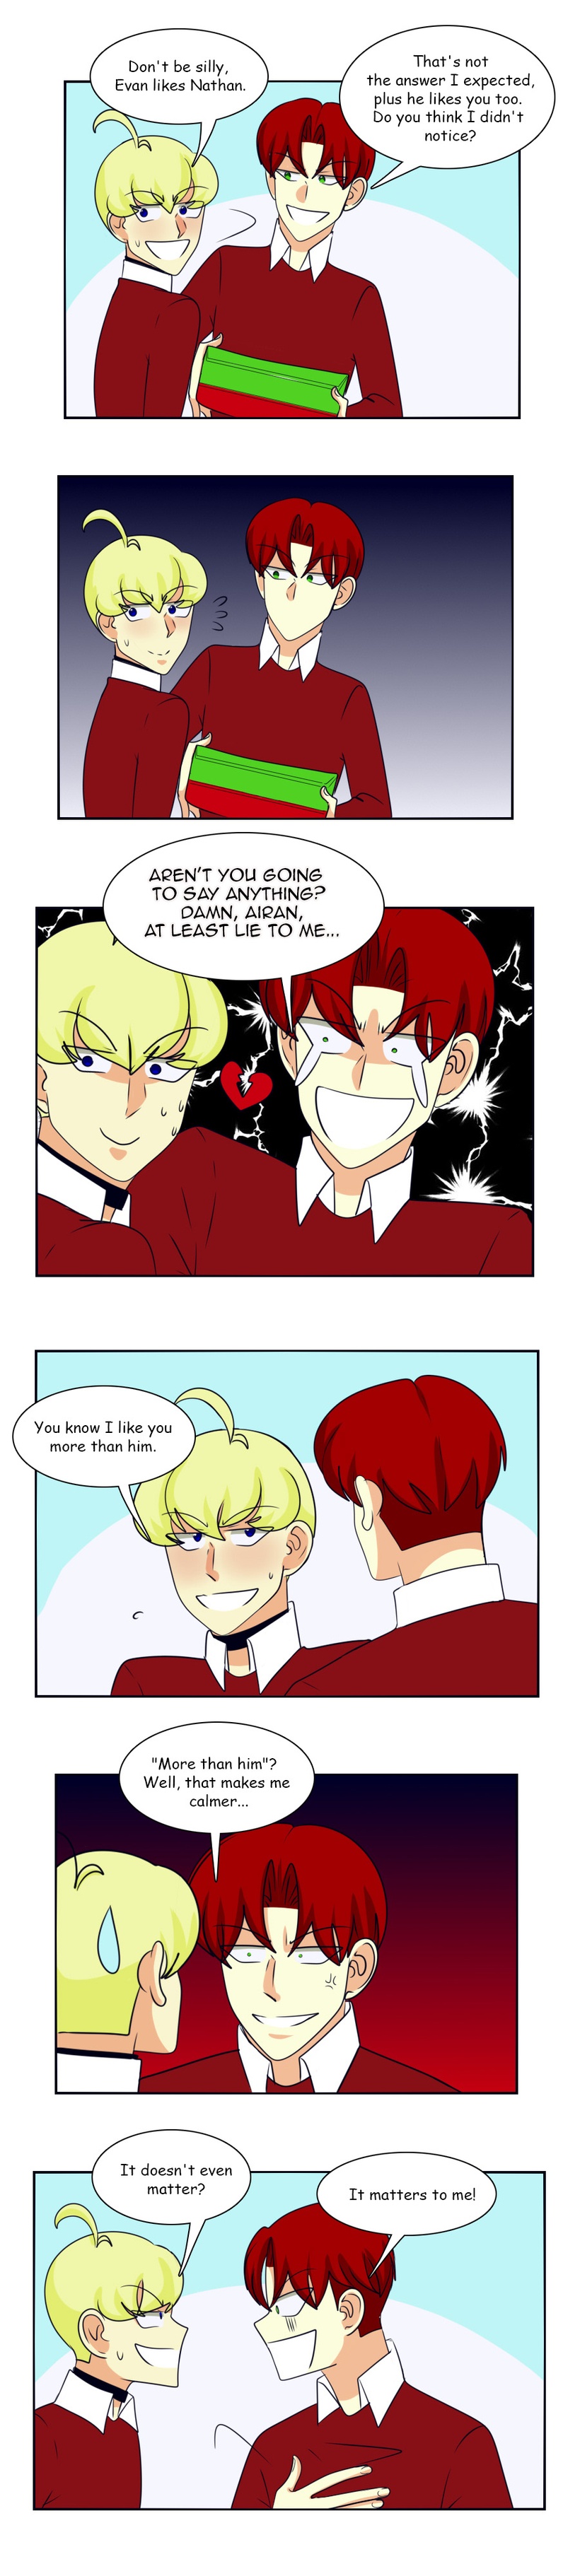 Don't be silly,
Evan likes Nathan.
That's not
the answer I expected,
plus he likes you too.
Do you think I didn't
notice?
AREN'T YOU GOING
TO SAY ANYTHING?
DAMN, AIRAN,
AT LEAST LIE TO ME...
You know I like you
more than him.
"More than him"?
Well, that makes me
calmer...
It doesn't even
matter?
It matters to me!